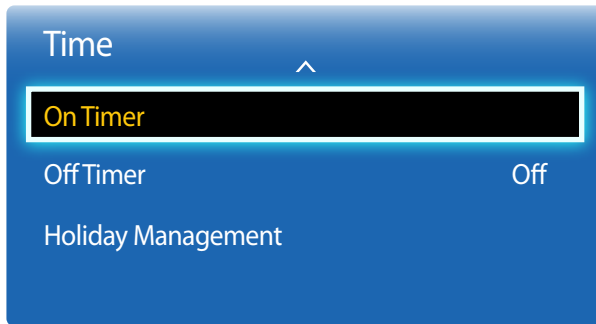 Time
On Timer
Off Timer Off
Holiday Management